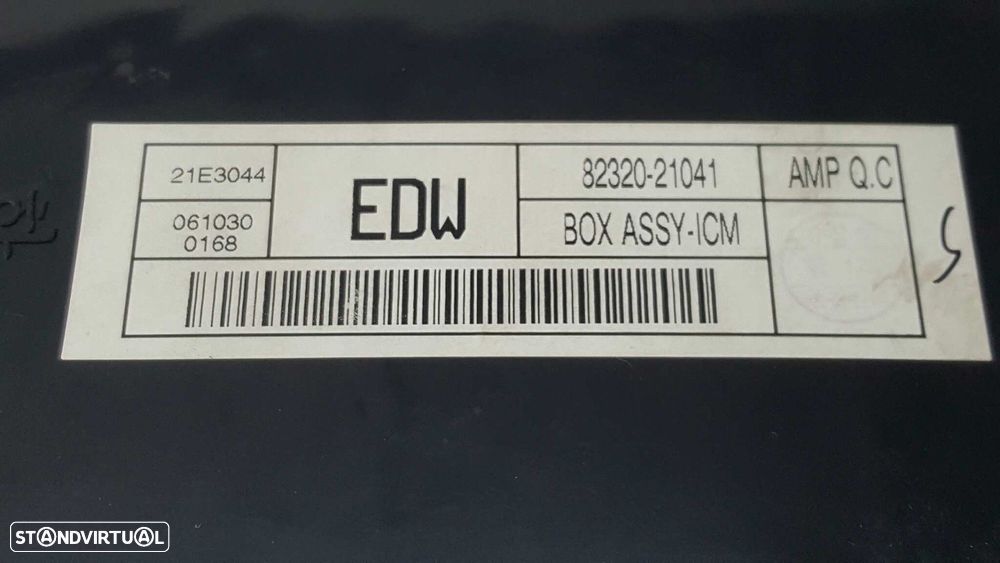 21E3044
061030
0168
EDW
82320-21041
BOX ASSY-ICM
AMP Q.C
STANDVIRTUAL